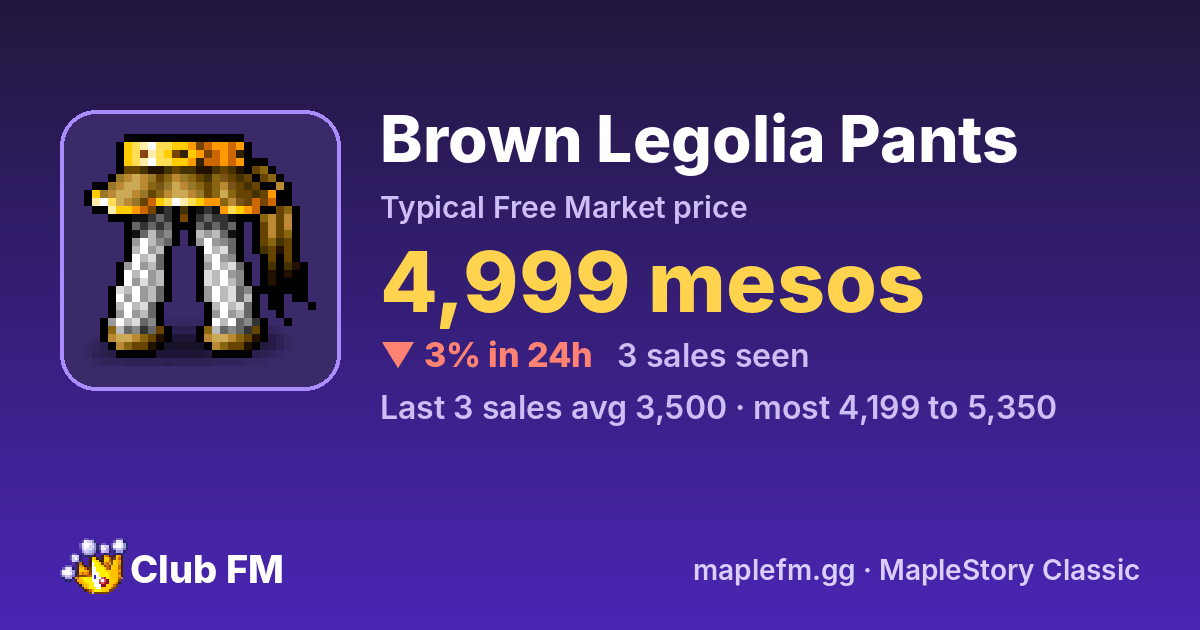 Brown Legolia Pants
Typical Free Market price
4,999 mesos
▼ 3% in 24h 3 sales seen
Last 3 sales avg 3,500 · most 4,199 to 5,350
Club FM
maplefm.gg · MapleStory Classic